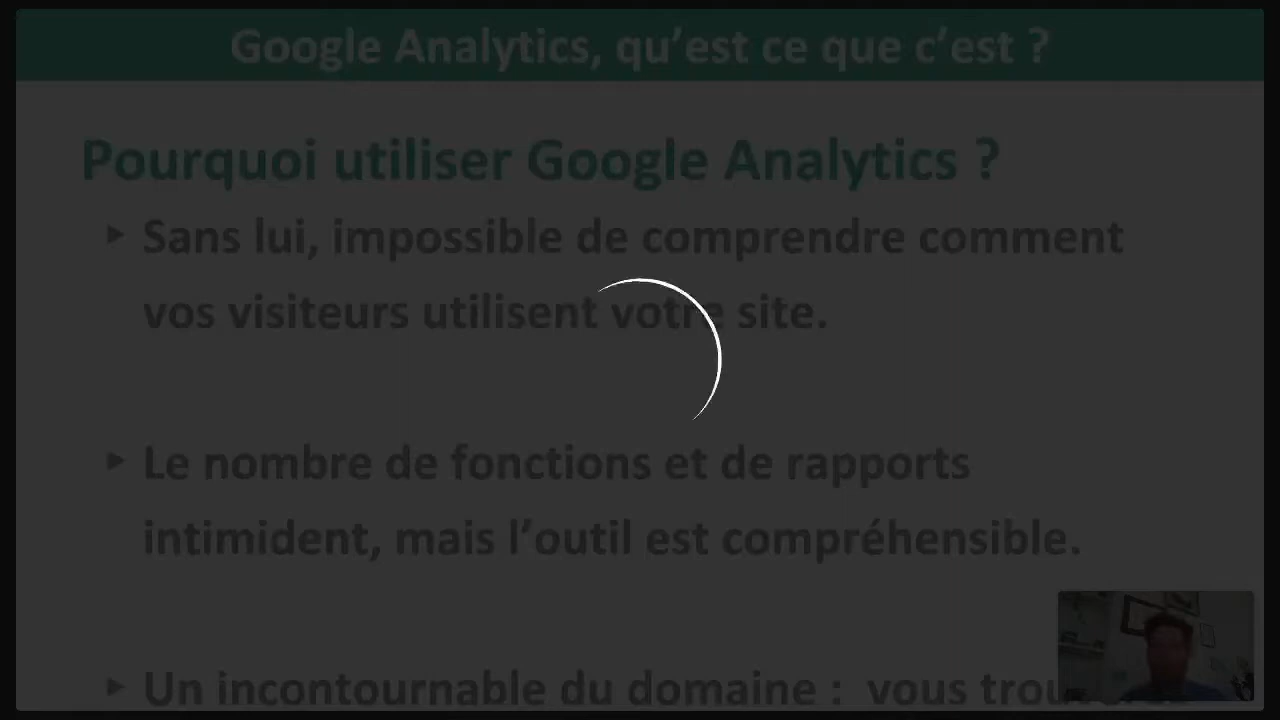 Google Analytics, qu’est ce que c’est ?
Pourquoi utiliser Google Analytics ?
Sans lui, impossible de comprendre comment
vos visiteurs utilisent votre site.
Le nombre de fonctions et de rapports
intimident, mais l’outil est compréhensible.
Un incontournable du domaine : vous